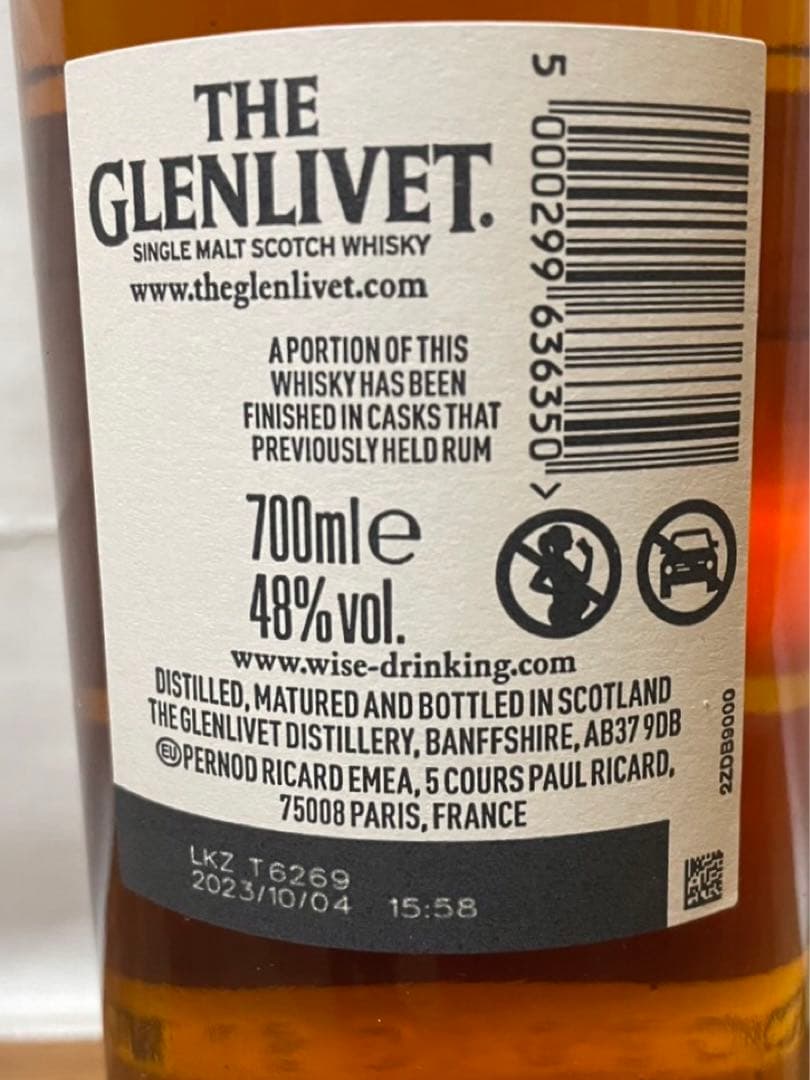 THE
GLENLIVET.
SINGLE MALT SCOTCH WHISKY
www.theglenlivet.com
A PORTION OF THIS
WHISKY HAS BEEN
FINISHED IN CASKS THAT
PREVIOUSLY HELD RUM
5 000299 636350 >
700ml e
48% vol.
www.wise-drinking.com
DISTILLED, MATURED AND BOTTLED IN SCOTLAND
THE GLENLIVET DISTILLERY, BANFFSHIRE, AB37 9DB
EU PERNOD RICARD EMEA, 5 COURS PAUL RICARD,
75008 PARIS, FRANCE
2ZDB9000
LKZ T6269
2023/10/04 15:58